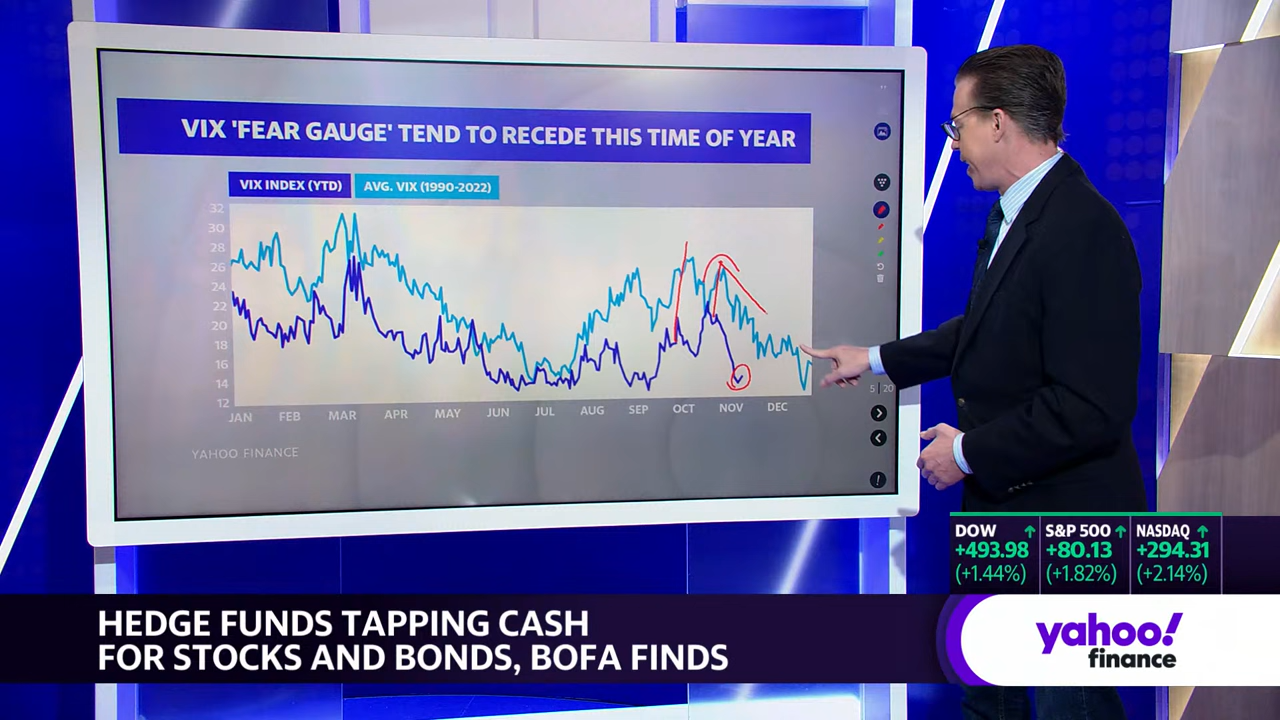 VIX 'FEAR GAUGE' TEND TO RECEDE THIS TIME OF YEAR
VIX INDEX (YTD) AVG. VIX (1990-2022)
32
30
28
26
24
22
20
18
16
14
12
JAN FEB MAR APR MAY JUN JUL AUG SEP OCT NOV DEC
YAHOO FINANCE
5 | 20
DOW S&P 500 NASDAQ
+493.98 +80.13 +294.31
(+1.44%) (+1.82%) (+2.14%)
HEDGE FUNDS TAPPING CASH
FOR STOCKS AND BONDS, BOFA FINDS
yahoo!
finance